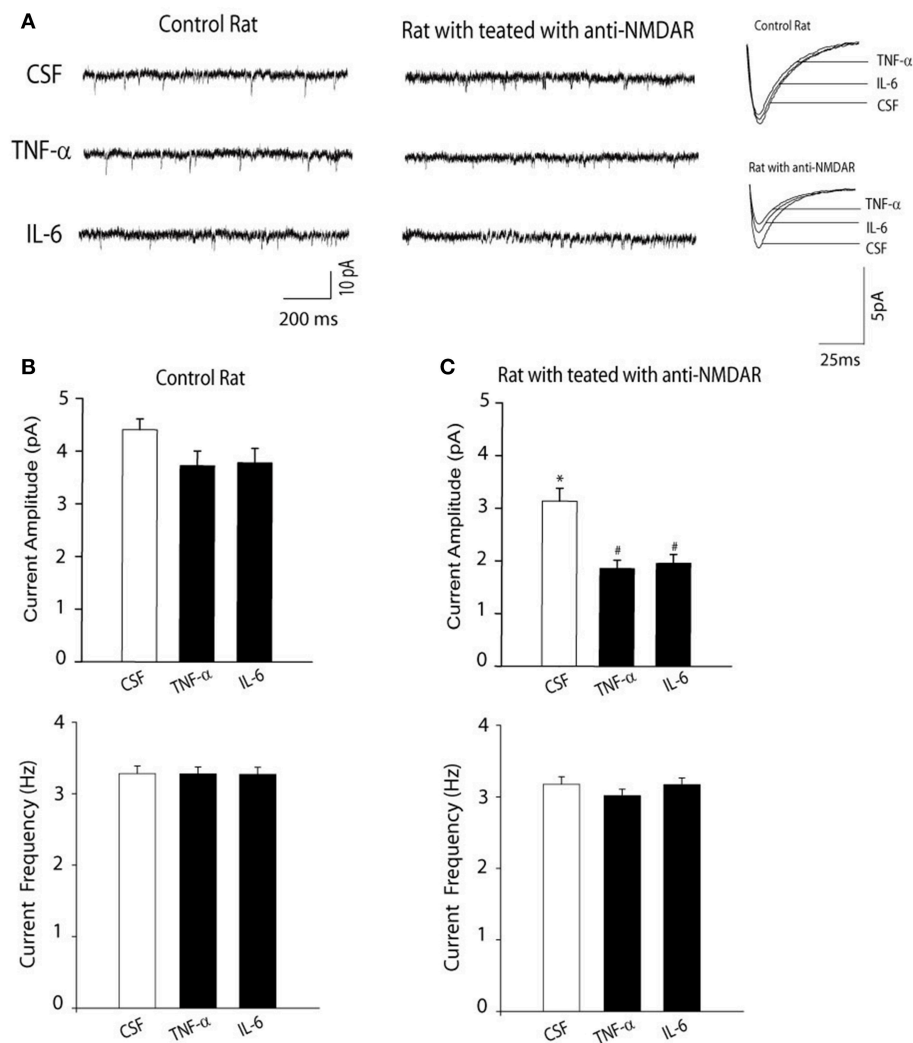 A
Control Rat
Rat with teated with anti-NMDAR
CSF
TNF-α
IL-6
10 pA
200 ms
Control Rat
TNF-α
IL-6
CSF
Rat with anti-NMDAR
TNF-α
IL-6
CSF
5pA
25ms
B
Control Rat
Current Amplitude (pA)
5
4
3
2
1
0
CSF
TNF-α
IL-6
Current Frequency (Hz)
4
3
2
1
0
CSF
TNF-α
IL-6
C
Rat with teated with anti-NMDAR
Current Amplitude (pA)
5
4
3
2
1
0
*
#
#
CSF
TNF-α
IL-6
Current Frequency (Hz)
4
3
2
1
0
CSF
TNF-α
IL-6